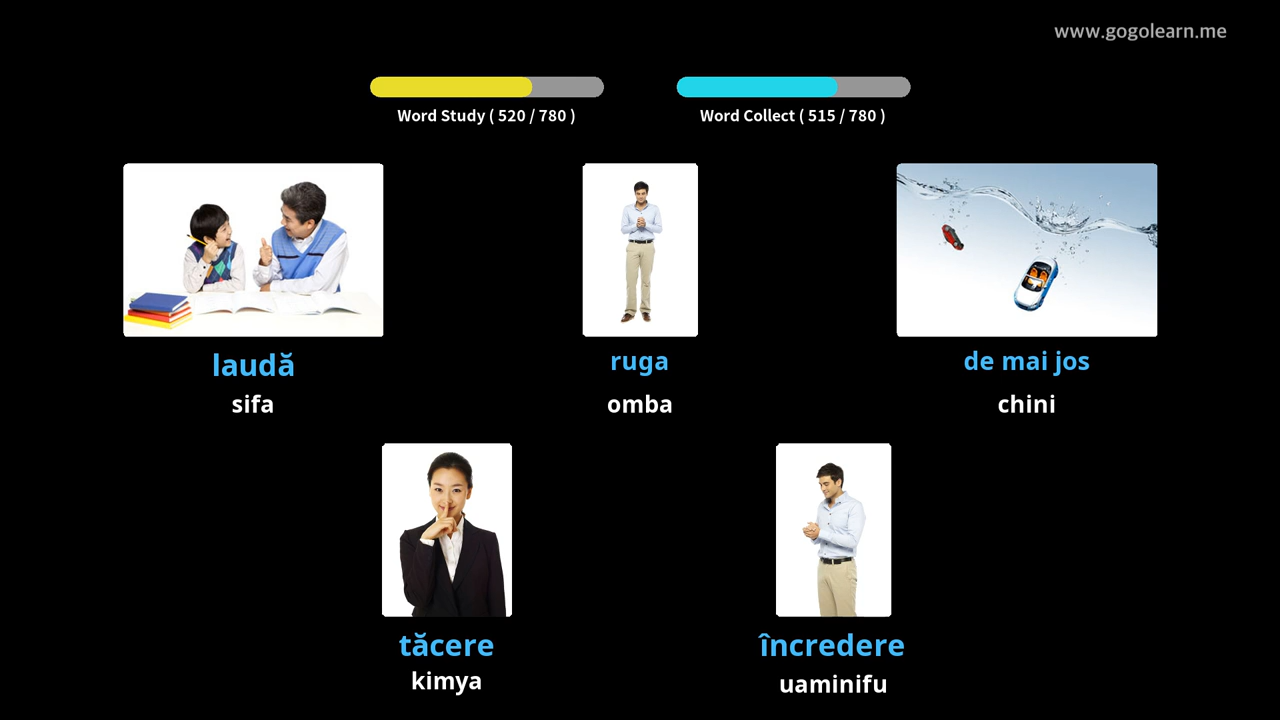 www.gogolearn.me
Word Study ( 520 / 780 )
Word Collect ( 515 / 780 )
laudă
sifa
ruga
omba
de mai jos
chini
tăcere
kimya
încredere
uaminifu